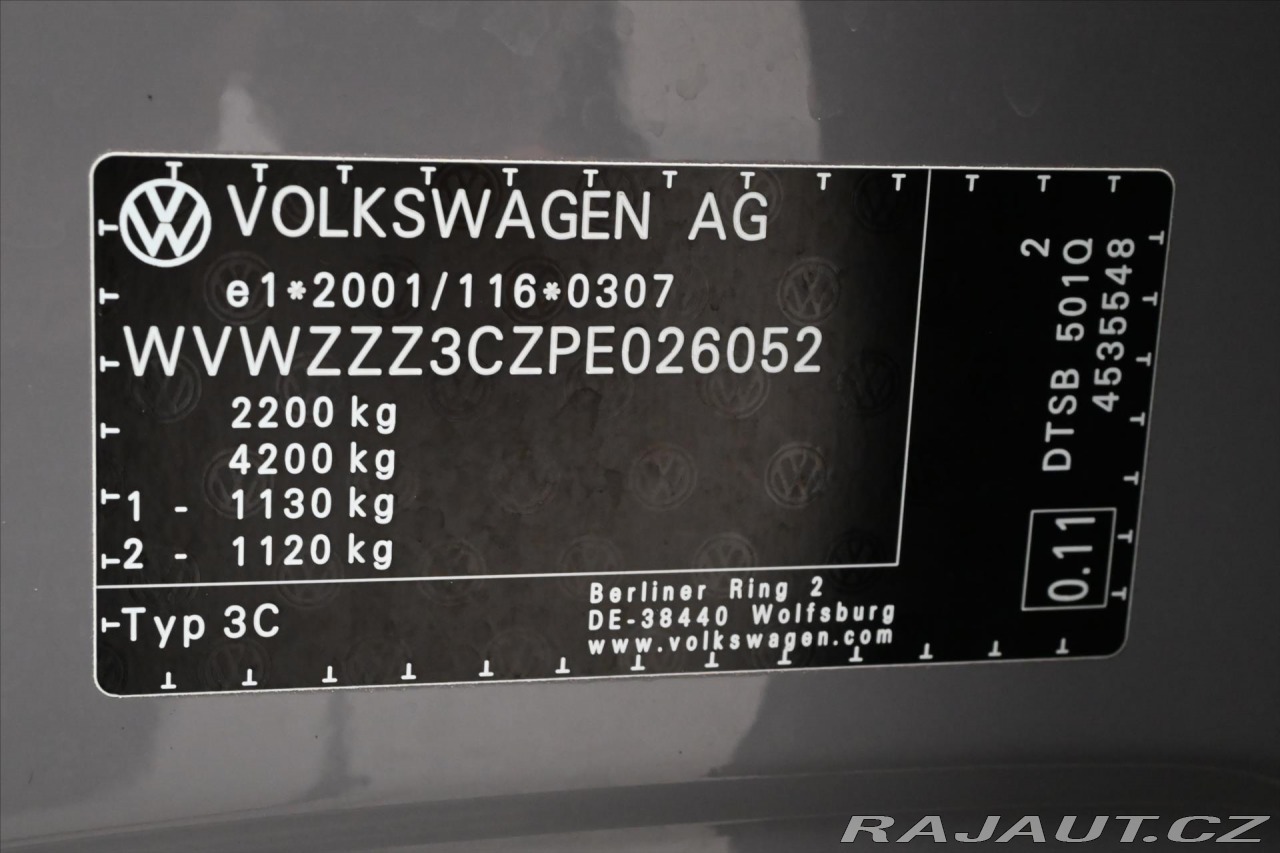 VOLKSWAGEN AG
e1*2001/116*0307
WVWZZZ3CZPE026052
2200 kg
4200 kg
1 - 1130 kg
2 - 1120 kg
Typ 3C
Berliner Ring 2
DE-38440 Wolfsburg
www.volkswagen.com
2
DTSB 501Q
4535548
0.11
RAJAUT.CZ